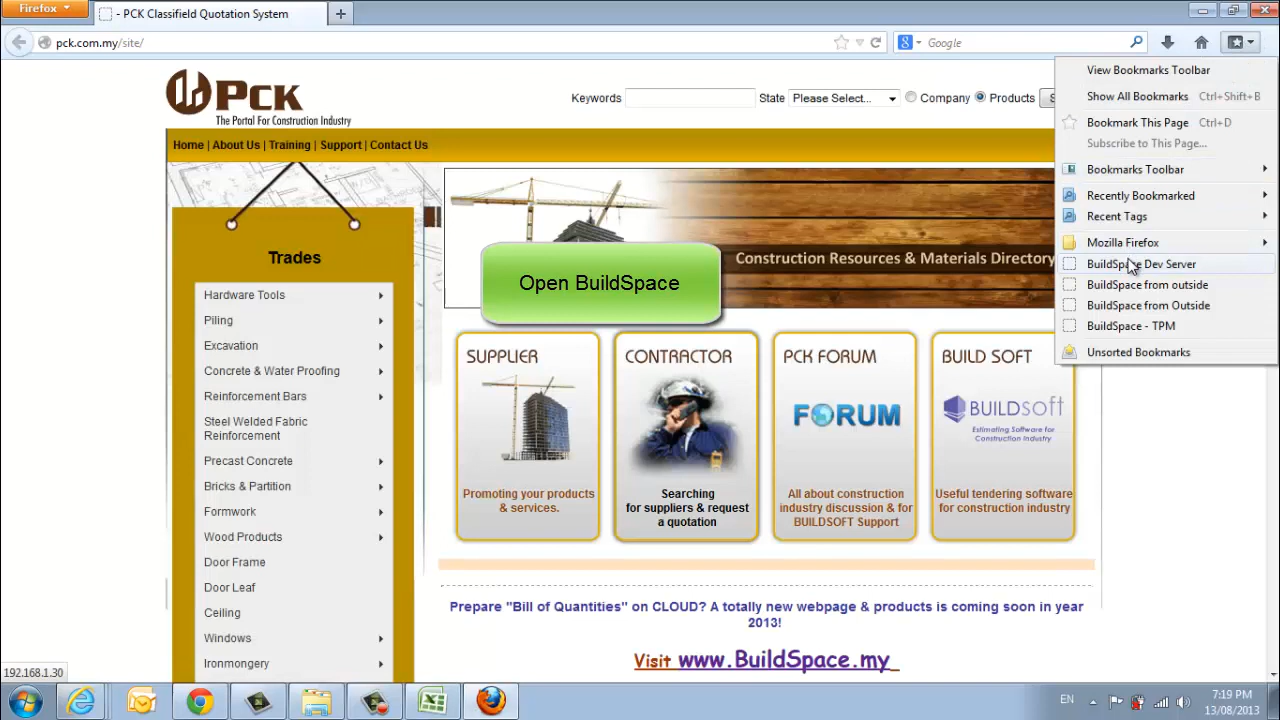 Firefox
- PCK Classifield Quotation System
pck.com.my/site/
Google
View Bookmarks Toolbar
Show All Bookmarks Ctrl+Shift+B
Bookmark This Page Ctrl+D
Subscribe to This Page...
Bookmarks Toolbar
Recently Bookmarked
Recent Tags
Mozilla Firefox
BuildSpace Dev Server
BuildSpace from outside
BuildSpace from Outside
BuildSpace - TPM
Unsorted Bookmarks
PCK
The Portal For Construction Industry
Keywords State Please Select... Company Products
Home | About Us | Training | Support | Contact Us
Trades
Hardware Tools
Piling
Excavation
Concrete & Water Proofing
Reinforcement Bars
Steel Welded Fabric
Reinforcement
Precast Concrete
Bricks & Partition
Formwork
Wood Products
Door Frame
Door Leaf
Ceiling
Windows
Ironmongery
Construction Resources & Materials Directory
Open BuildSpace
SUPPLIER
Promoting your products
& services.
CONTRACTOR
Searching
for suppliers & request
a quotation
PCK FORUM
FORUM
All about construction
industry discussion & for
BUILDSOFT Support
BUILD SOFT
BUILDSOFT
Estimating Software for
Construction Industry
Useful tendering software
for construction industry
Prepare "Bill of Quantities" on CLOUD? A totally new webpage & products is coming soon in year
2013!
Visit www.BuildSpace.my
192.168.1.30
EN
7:19 PM
13/08/2013